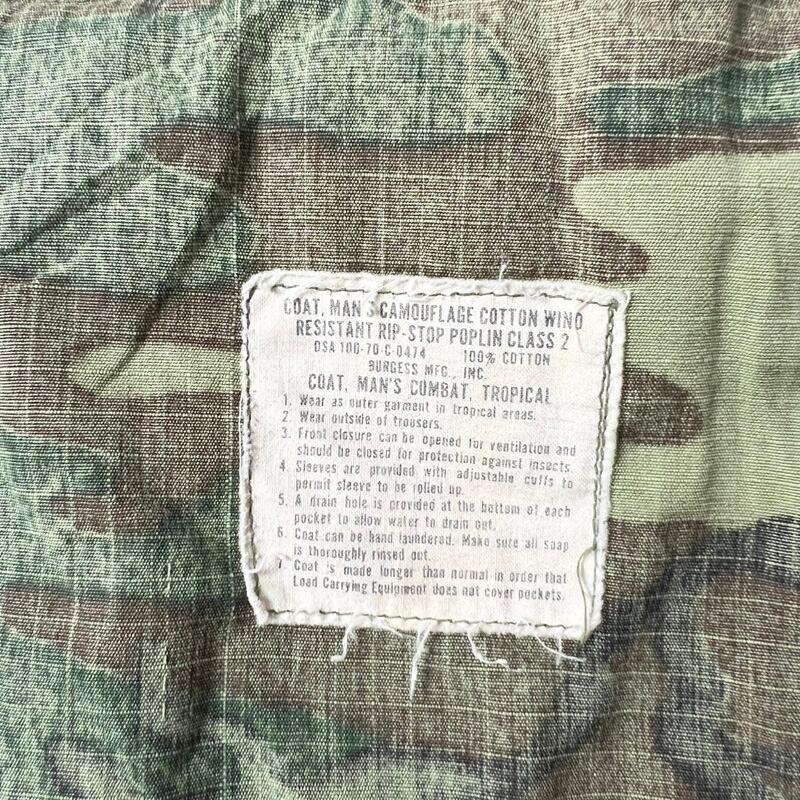 COAT, MAN'S CAMOUFLAGE COTTON WIND
RESISTANT RIP-STOP POPLIN CLASS 2
DSA 100-70-C-0474 100% COTTON
BURGESS MFG., INC.
COAT, MAN'S COMBAT, TROPICAL
1. Wear as outer garment in tropical areas.
2. Wear outside of trousers.
3. Front closure can be opened for ventilation and
should be closed for protection against insects.
4. Sleeves are provided with adjustable cuffs to
permit sleeve to be rolled up.
5. A drain hole is provided at the bottom of each
pocket to allow water to drain out.
6. Coat can be hand laundered. Make sure all soap
is thoroughly rinsed out.
7. Coat is made longer than normal in order that
Load Carrying Equipment does not cover pockets.